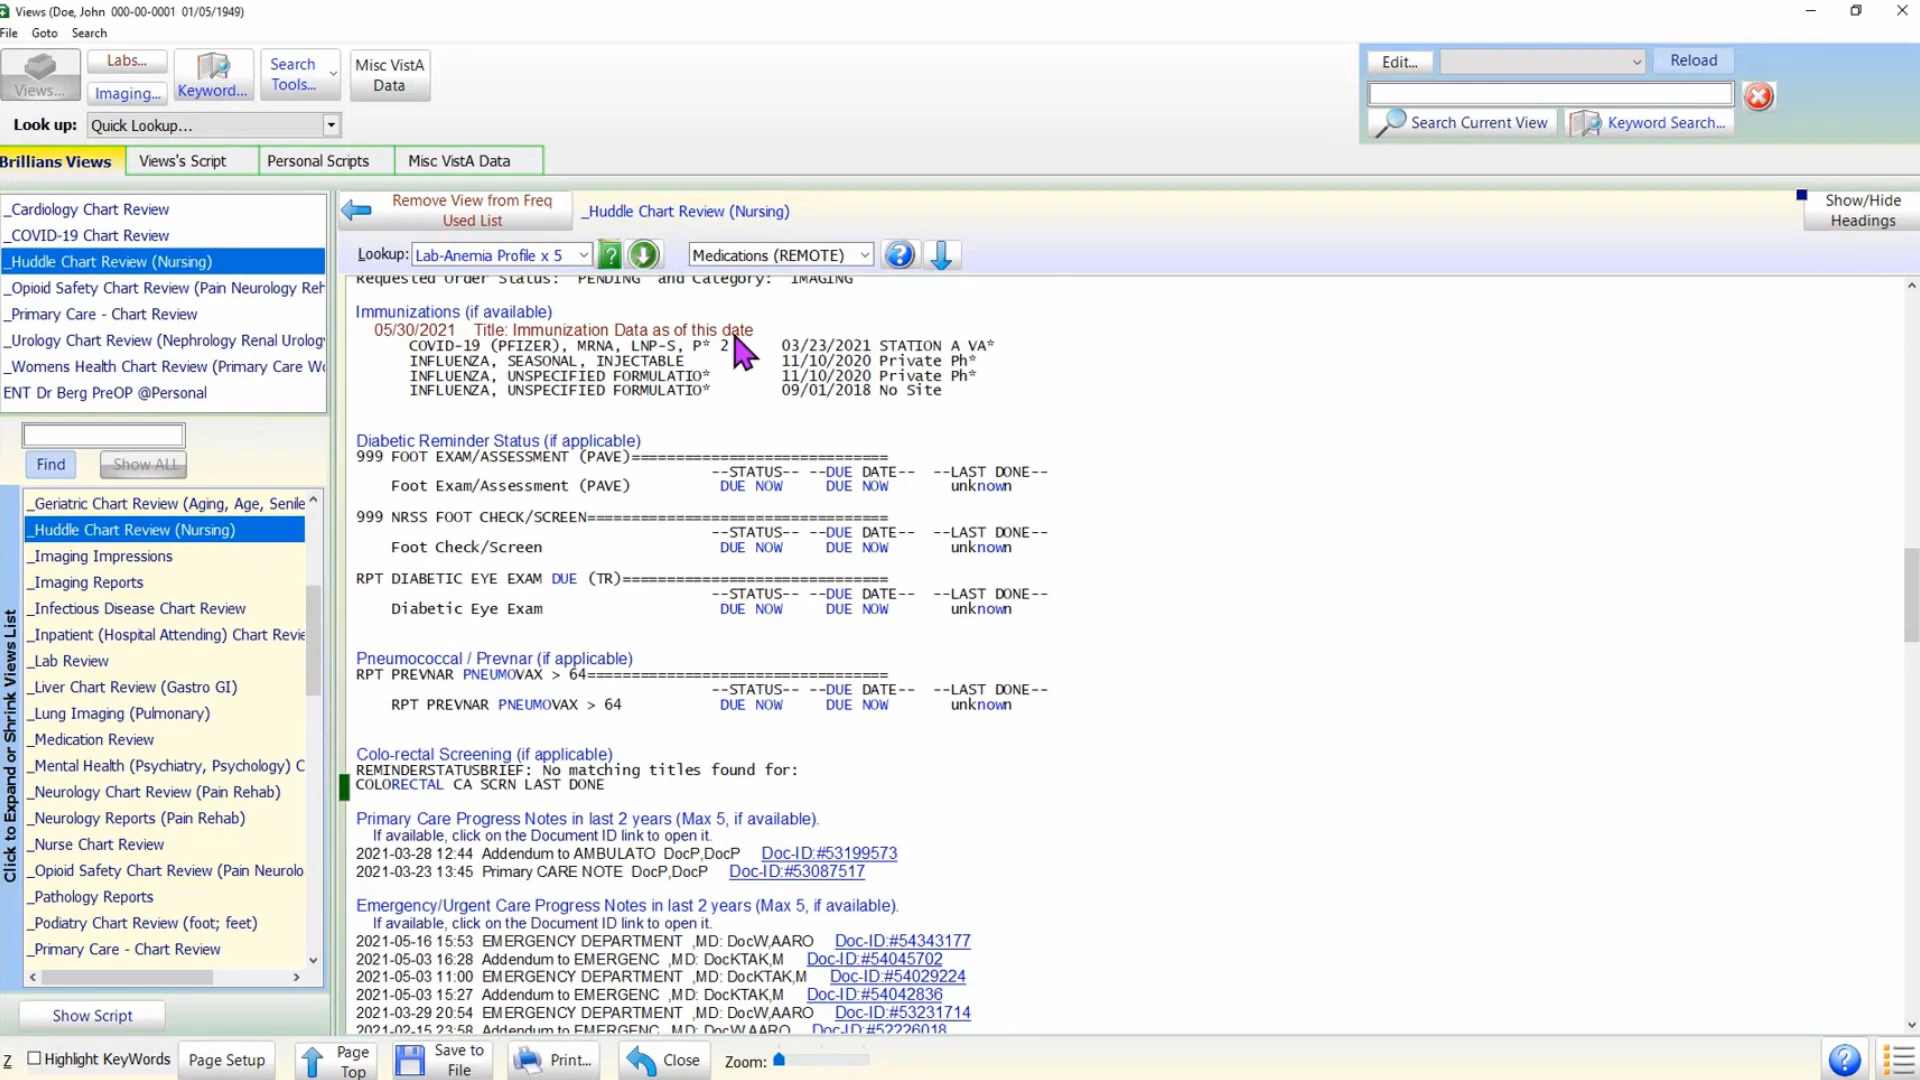 Views (Doe, John 000-00-0001 01/05/1949)
File Goto Search
Views...
Labs...
Imaging...
Keyword...
Search Tools...
Misc VistA Data
Edit...
Reload
Look up: Quick Lookup...
Search Current View
Keyword Search...
Brillians Views
Views's Script
Personal Scripts
Misc VistA Data
_Cardiology Chart Review
_COVID-19 Chart Review
_Huddle Chart Review (Nursing)
_Opioid Safety Chart Review (Pain Neurology Reh
_Primary Care - Chart Review
_Urology Chart Review (Nephrology Renal Urology
_Womens Health Chart Review (Primary Care Wo
ENT Dr Berg PreOP @Personal
Find
Show ALL
Click to Expand or Shrink Views List
_Geriatric Chart Review (Aging, Age, Senile
_Huddle Chart Review (Nursing)
_Imaging Impressions
_Imaging Reports
_Infectious Disease Chart Review
_Inpatient (Hospital Attending) Chart Revie
_Lab Review
_Liver Chart Review (Gastro GI)
_Lung Imaging (Pulmonary)
_Medication Review
_Mental Health (Psychiatry, Psychology) C
_Neurology Chart Review (Pain Rehab)
_Neurology Reports (Pain Rehab)
_Nurse Chart Review
_Opioid Safety Chart Review (Pain Neurolo
_Pathology Reports
_Podiatry Chart Review (foot; feet)
_Primary Care - Chart Review
Show Script
Remove View from Freq Used List
_Huddle Chart Review (Nursing)
Show/Hide Headings
Lookup: Lab-Anemia Profile x 5
Medications (REMOTE)
Requested Order Status: "PENDING" and Category: "IMAGING"
Immunizations (if available)
05/30/2021 Title: Immunization Data as of this date
COVID-19 (PFIZER), MRNA, LNP-S, P* 2 03/23/2021 STATION A VA*
INFLUENZA, SEASONAL, INJECTABLE 11/10/2020 Private Ph*
INFLUENZA, UNSPECIFIED FORMULATIO* 11/10/2020 Private Ph*
INFLUENZA, UNSPECIFIED FORMULATIO* 09/01/2018 No Site
Diabetic Reminder Status (if applicable)
999 FOOT EXAM/ASSESSMENT (PAVE)=============================
--STATUS-- --DUE DATE-- --LAST DONE--
Foot Exam/Assessment (PAVE) DUE NOW DUE NOW unknown
999 NRSS FOOT CHECK/SCREEN==================================
--STATUS-- --DUE DATE-- --LAST DONE--
Foot Check/Screen DUE NOW DUE NOW unknown
RPT DIABETIC EYE EXAM DUE (TR)==============================
--STATUS-- --DUE DATE-- --LAST DONE--
Diabetic Eye Exam DUE NOW DUE NOW unknown
Pneumococcal / Prevnar (if applicable)
RPT PREVNAR PNEUMOVAX > 64==================================
--STATUS-- --DUE DATE-- --LAST DONE--
RPT PREVNAR PNEUMOVAX > 64 DUE NOW DUE NOW unknown
Colo-rectal Screening (if applicable)
REMINDERSTATUSBRIEF: No matching titles found for:
COLORECTAL CA SCRN LAST DONE
Primary Care Progress Notes in last 2 years (Max 5, if available).
If available, click on the Document ID link to open it.
2021-03-28 12:44 Addendum to AMBULATO DocP,DocP Doc-ID:#53199573
2021-03-23 13:45 Primary CARE NOTE DocP,DocP Doc-ID:#53087517
Emergency/Urgent Care Progress Notes in last 2 years (Max 5, if available).
If available, click on the Document ID link to open it.
2021-05-16 15:53 EMERGENCY DEPARTMENT ,MD: DocW,AARO Doc-ID:#54343177
2021-05-03 16:28 Addendum to EMERGENC ,MD: DocKTAK,M Doc-ID:#54045702
2021-05-03 11:00 EMERGENCY DEPARTMENT ,MD: DocKTAK,M Doc-ID:#54029224
2021-05-03 15:27 Addendum to EMERGENC ,MD: DocKTAK,M Doc-ID:#54042836
2021-03-29 20:54 EMERGENCY DEPARTMENT ,MD: DocW,AARO Doc-ID:#53231714
2021-02-15 23:58 Addendum to EMERGENC ,MD: DocW,AARO Doc-ID:#52226018
Z
Highlight KeyWords
Page Setup
Page Top
Save to File
Print...
Close
Zoom: